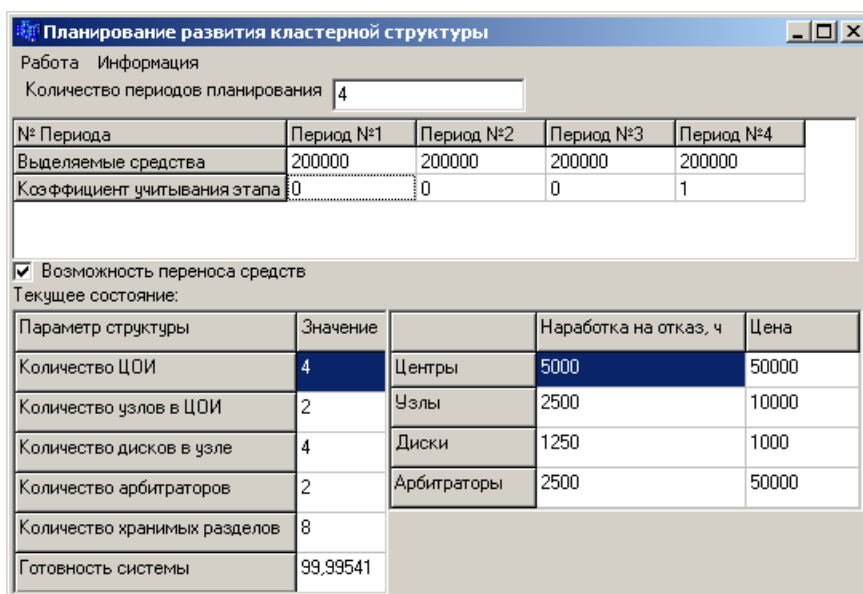 Планирование развития кластерной структуры
Работа Информация
Количество периодов планирования 4
№ Периода Период №1 Период №2 Период №3 Период №4
Выделяемые средства 200000 200000 200000 200000
Коэффициент учитывания этапа 0 0 0 1
Возможность переноса средств
Текущее состояние:
Параметр структуры Значение Наработка на отказ, ч Цена
Количество ЦОИ 4 Центры 5000 50000
Количество узлов в ЦОИ 2 Узлы 2500 10000
Количество дисков в узле 4 Диски 1250 1000
Количество арбитраторов 2 Арбитраторы 2500 50000
Количество хранимых разделов 8
Готовность системы 99,99541